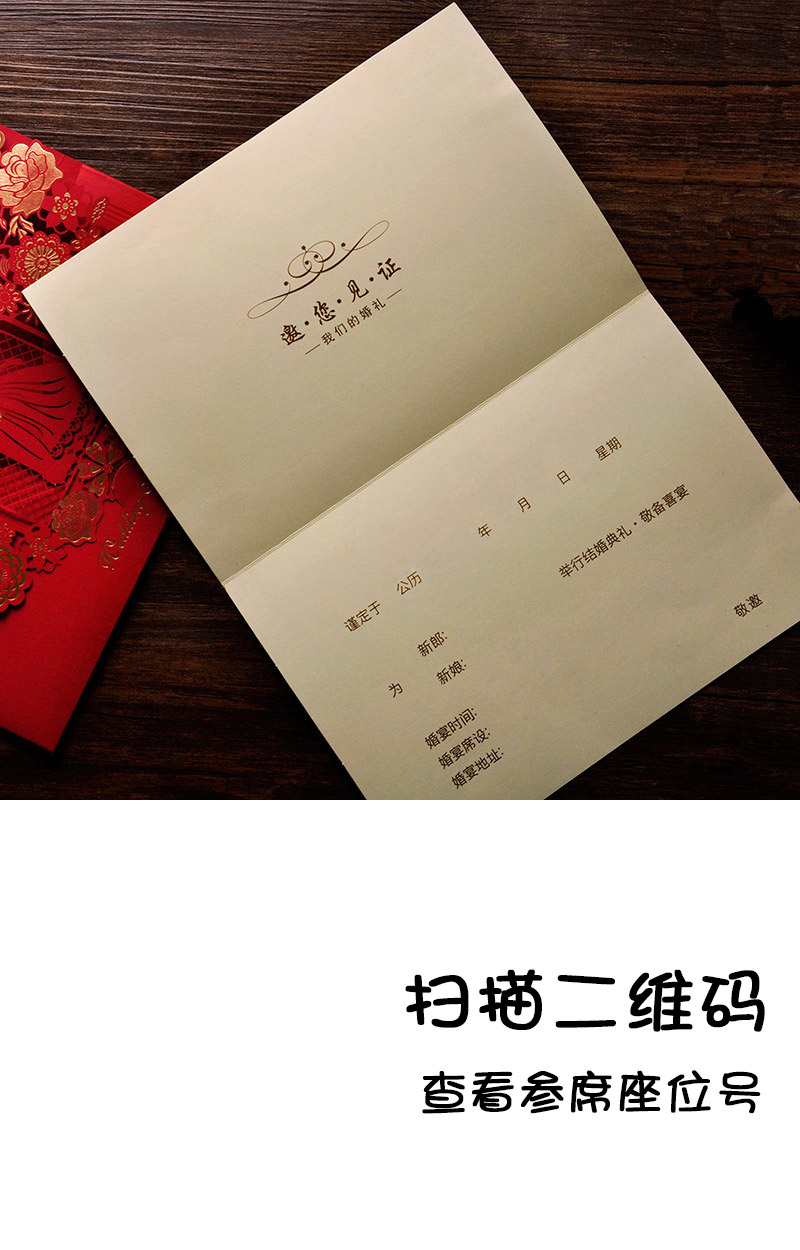 邀·您·见·证
—我们的婚礼—
谨定于 公历 年 月 日 星期
举行结婚典礼·敬备喜宴
为 新郎:
新娘:
敬邀
婚宴时间:
婚宴席设:
婚宴地址:
Wedding
扫描二维码
查看参席座位号